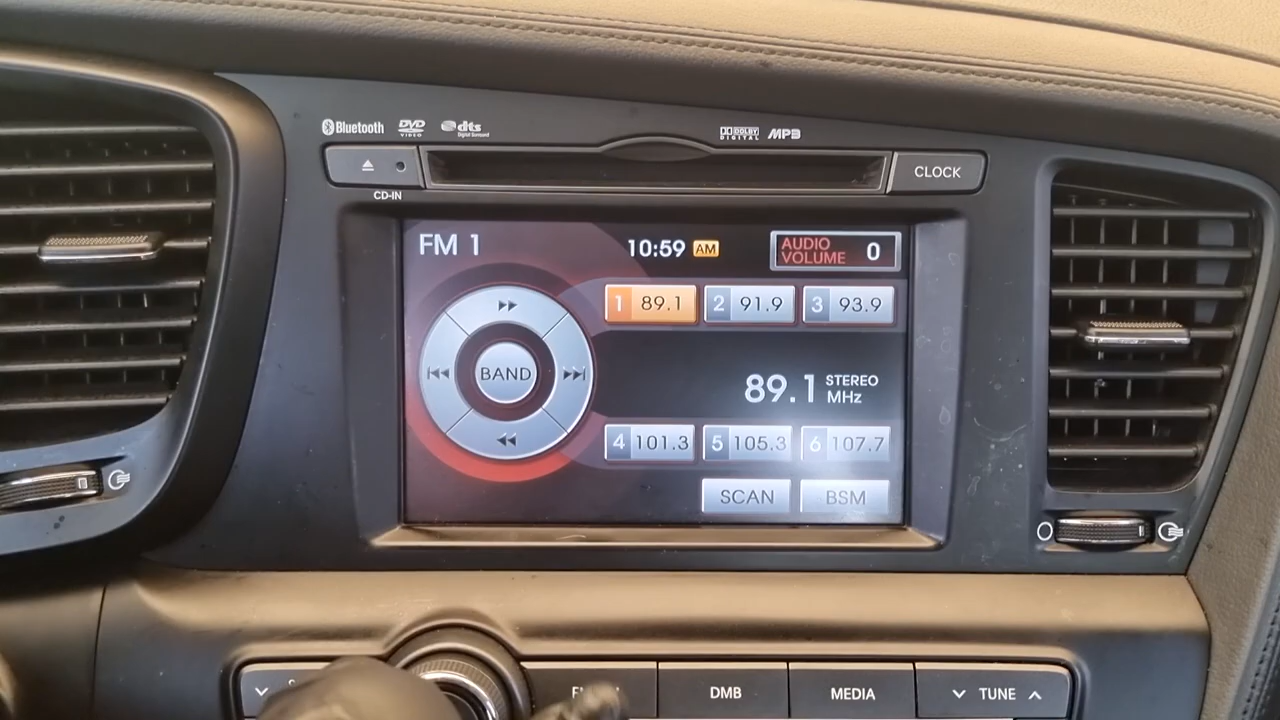 Bluetooth DVD VIDEO dts Digital Surround DOLBY DIGITAL MP3
CLOCK
CD-IN
FM 1 10:59 AM AUDIO VOLUME 0
1 89.1 2 91.9 3 93.9
BAND
89.1 STEREO MHz
4 101.3 5 105.3 6 107.7
SCAN BSM
DMB MEDIA TUNE